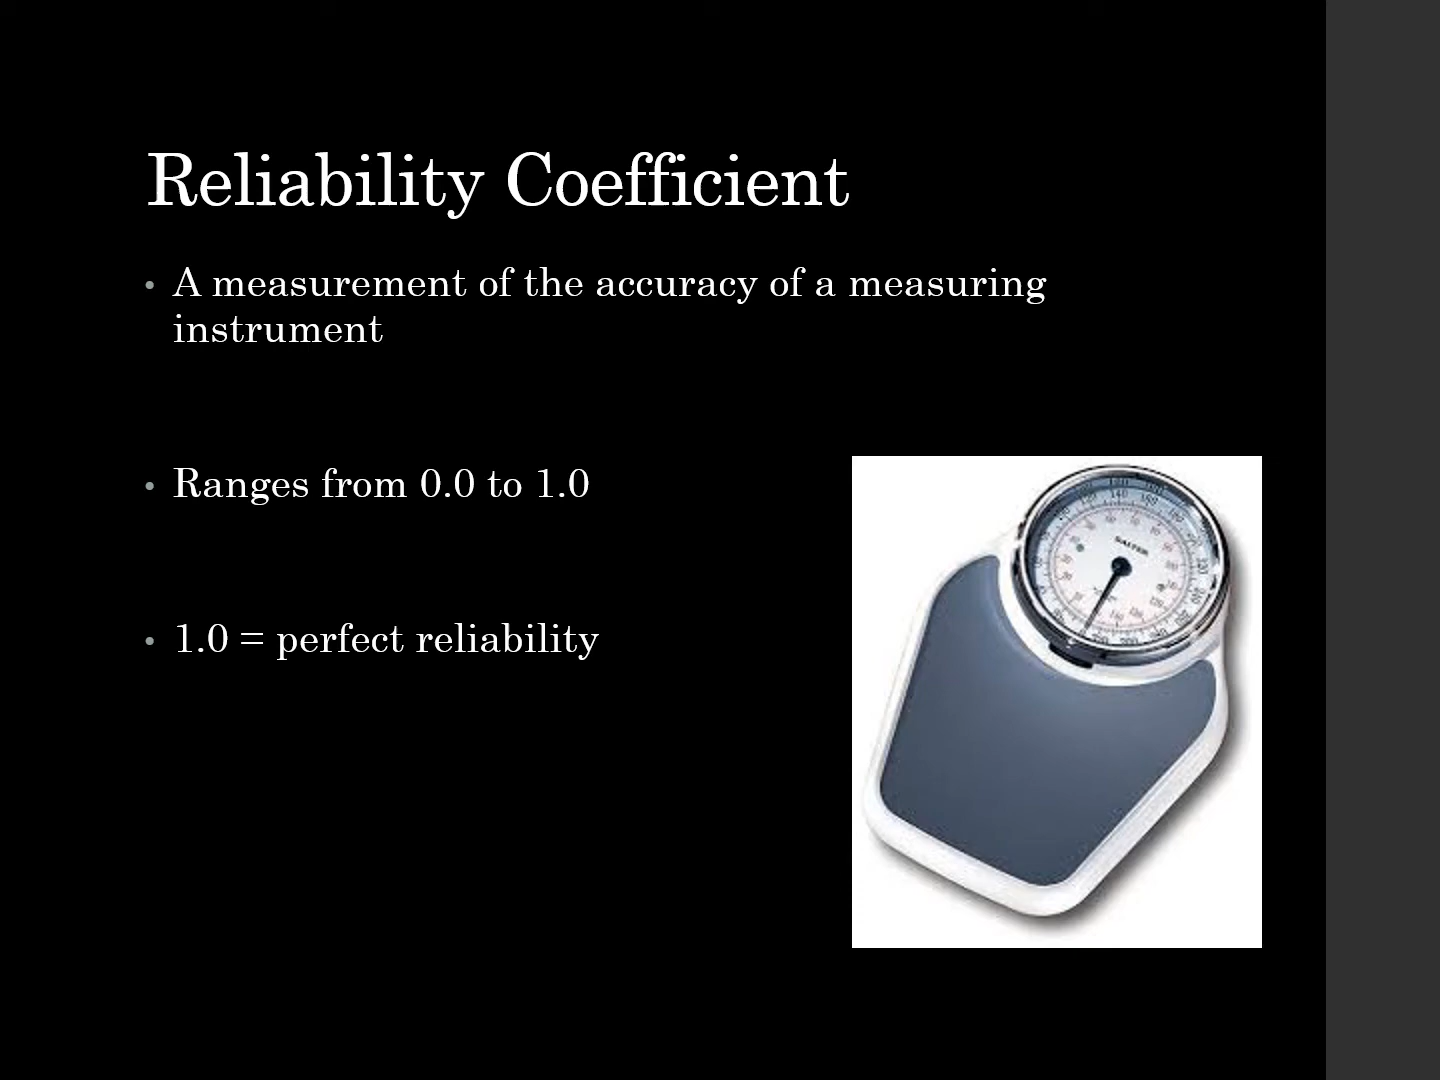 Reliability Coefficient
• A measurement of the accuracy of a measuring
instrument
• Ranges from 0.0 to 1.0
• 1.0 = perfect reliability
SALTER